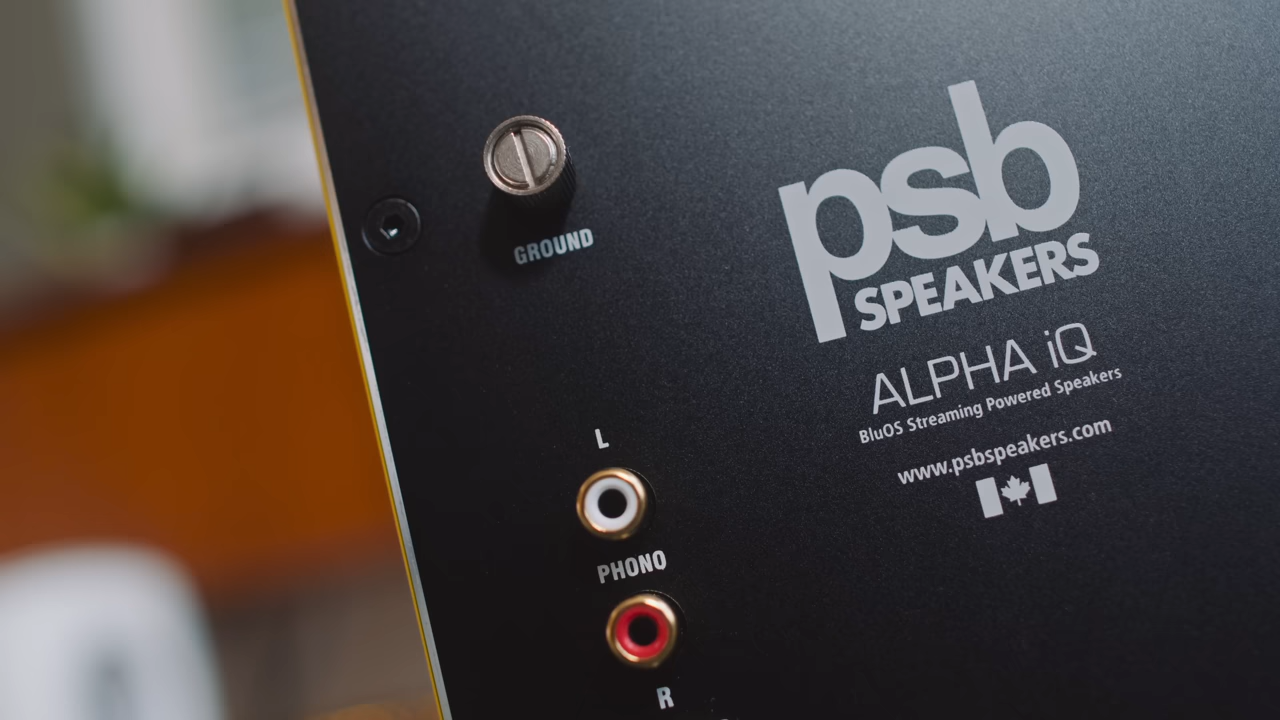 GROUND
psb
SPEAKERS
ALPHA iQ
BluOS Streaming Powered Speakers
www.psbspeakers.com
L
PHONO
R